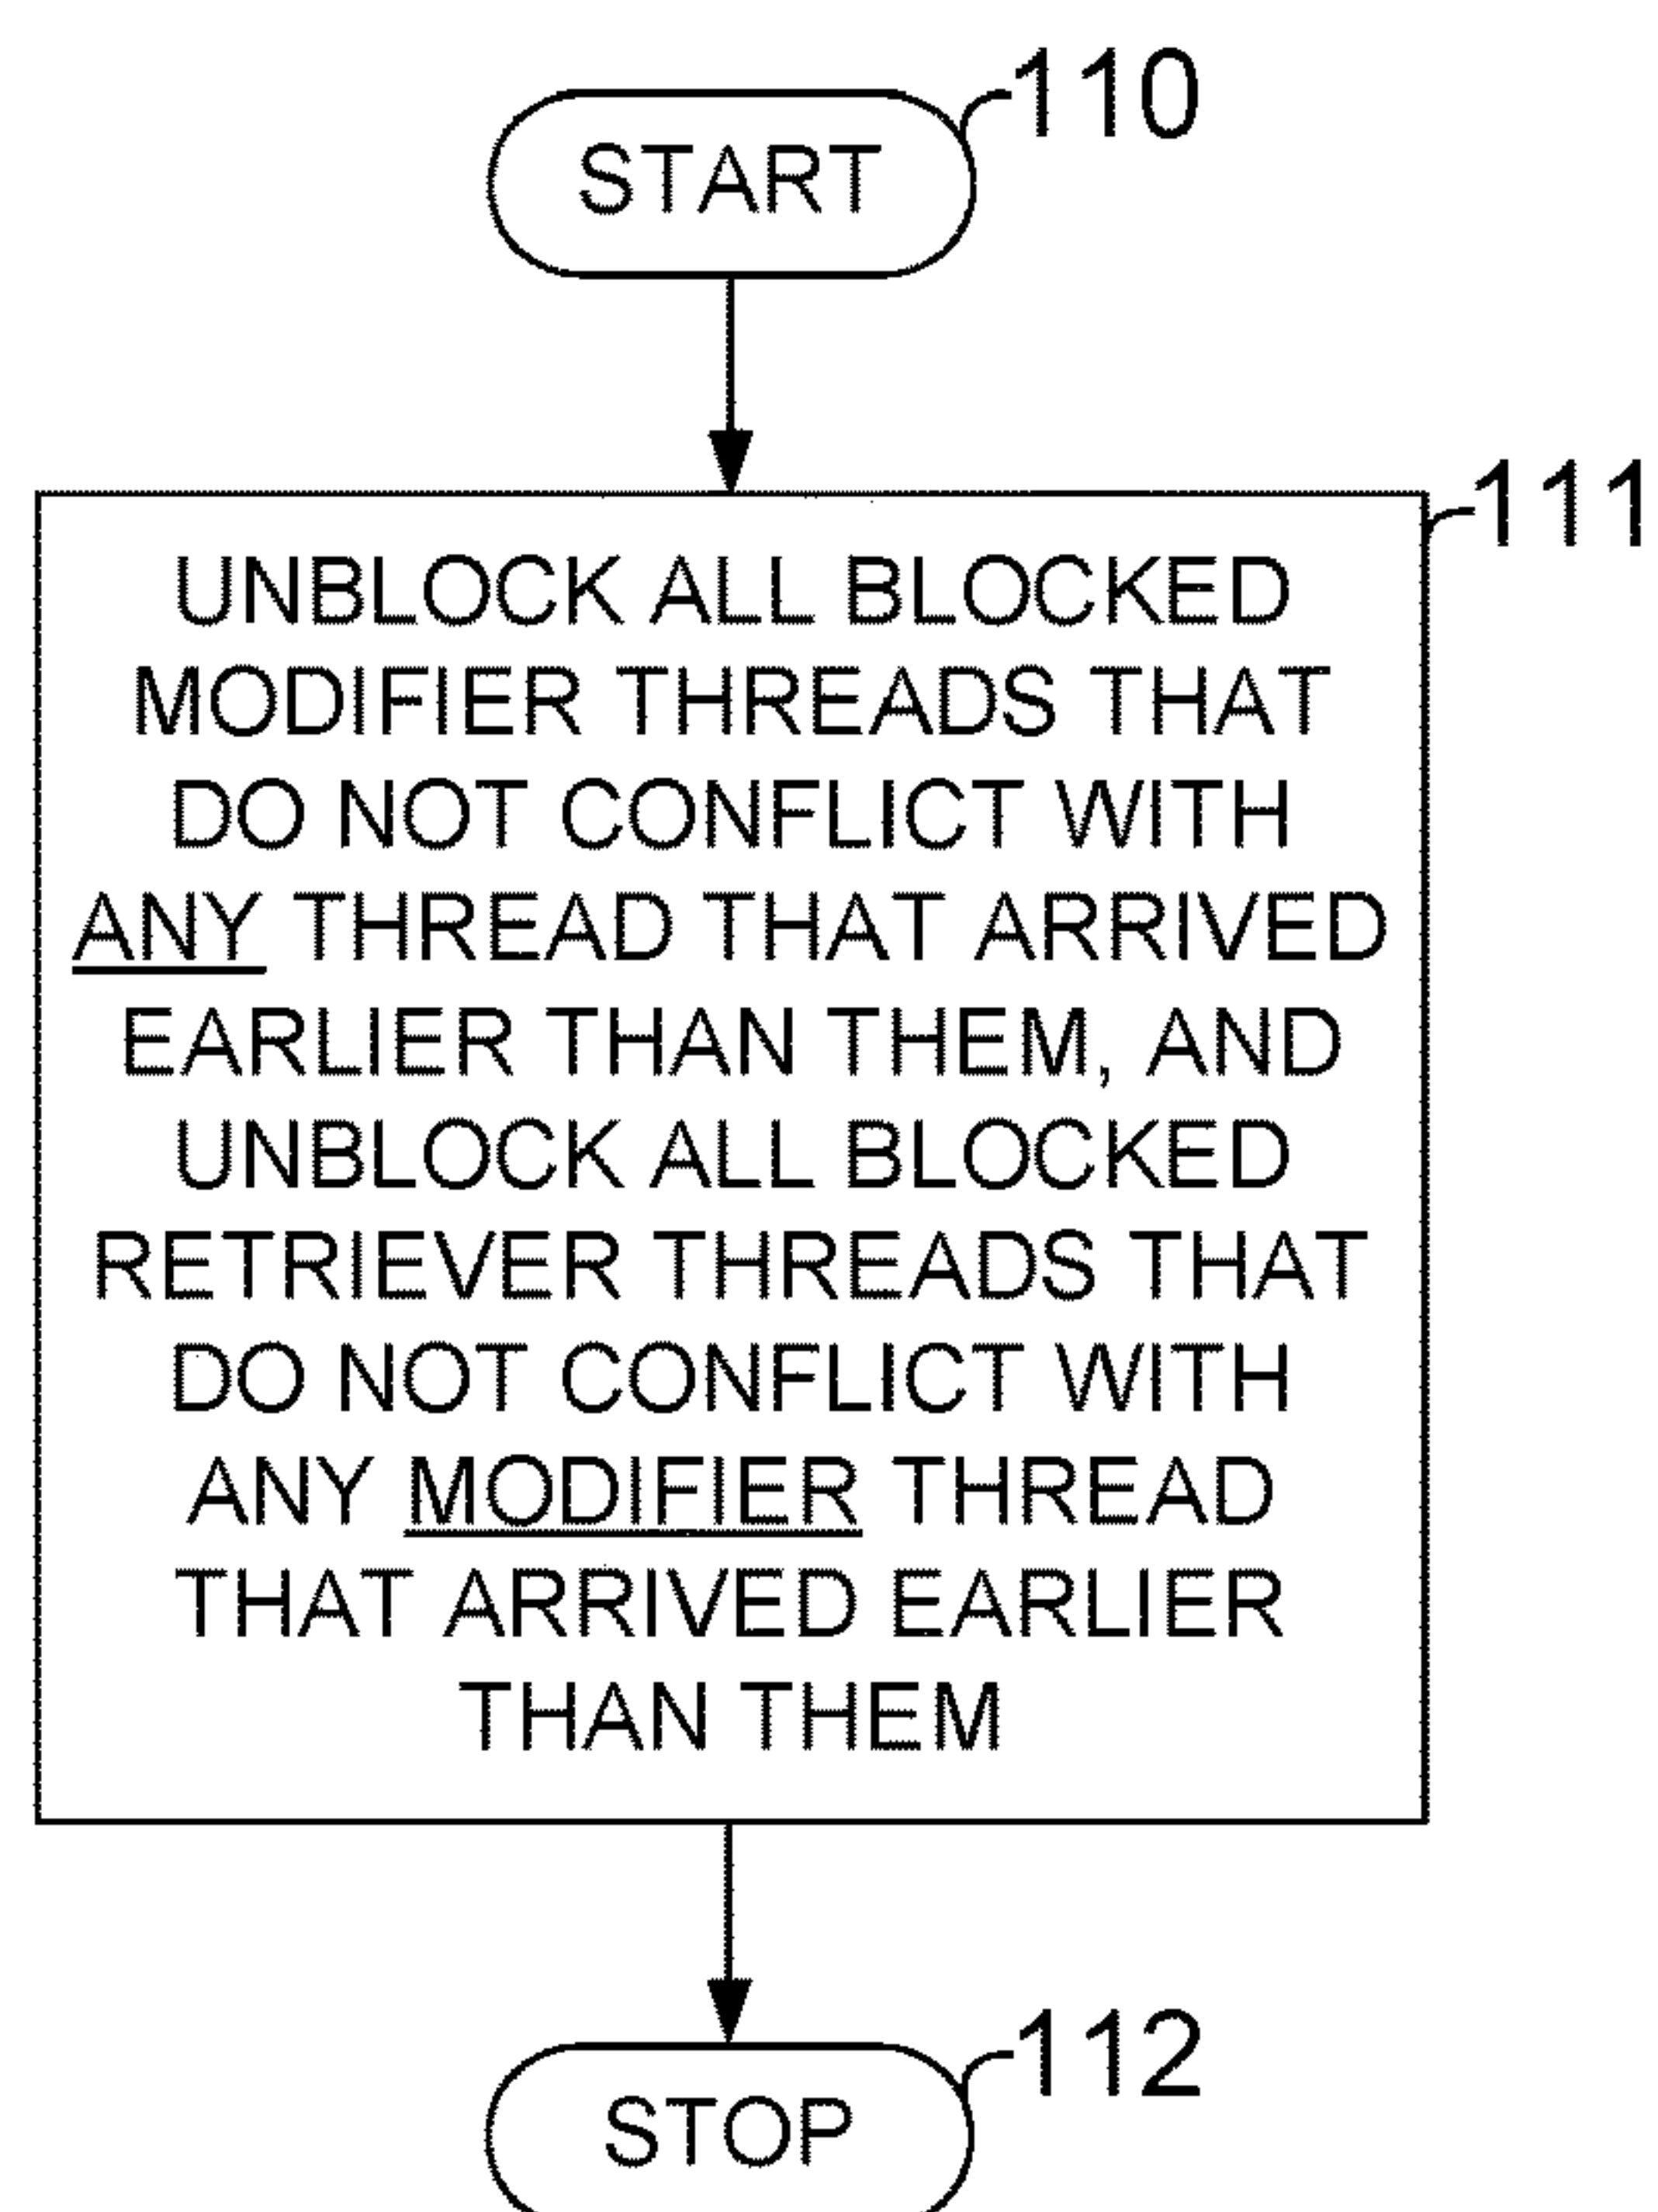 110
START
111
UNBLOCK ALL BLOCKED
MODIFIER THREADS THAT
DO NOT CONFLICT WITH
ANY THREAD THAT ARRIVED
EARLIER THAN THEM, AND
UNBLOCK ALL BLOCKED
RETRIEVER THREADS THAT
DO NOT CONFLICT WITH
ANY MODIFIER THREAD
THAT ARRIVED EARLIER
THAN THEM
112
STOP